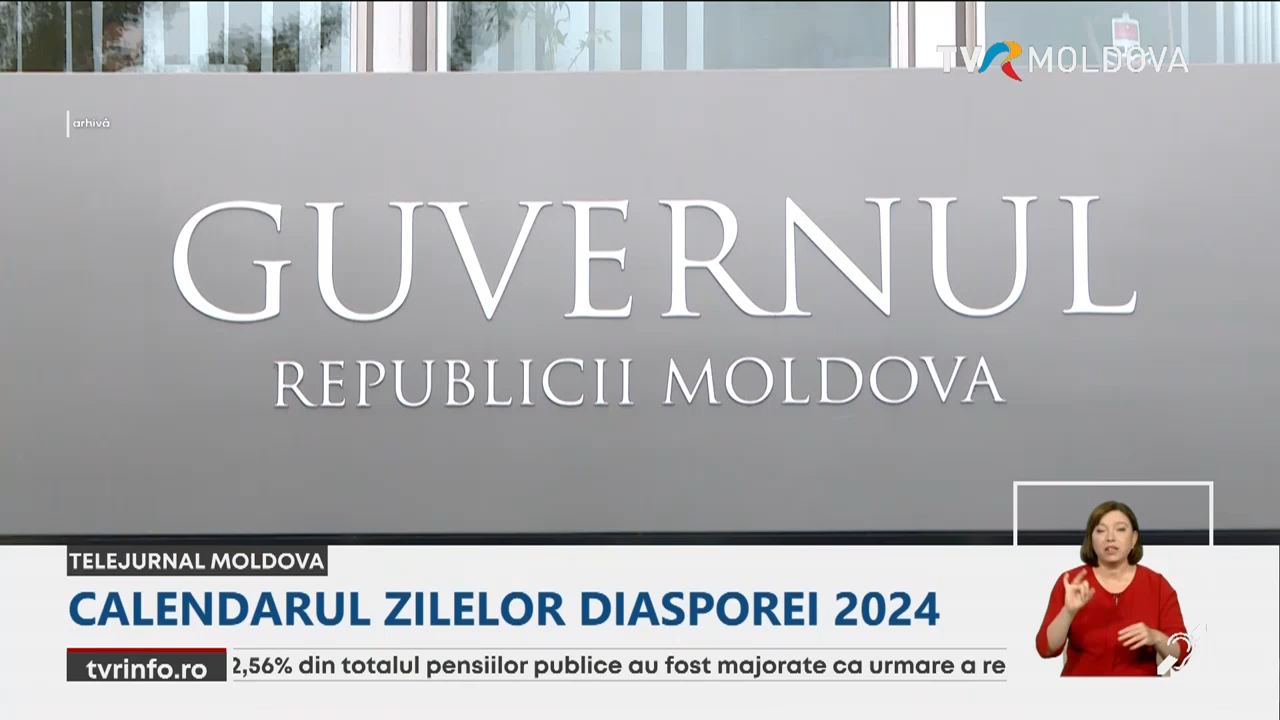 TVR MOLDOVA
arhivă
GUVERNUL
REPUBLICII MOLDOVA
TELEJURNAL MOLDOVA
CALENDARUL ZILELOR DIASPOREI 2024
tvrinfo.ro
2,56% din totalul pensiilor publice au fost majorate ca urmare a re